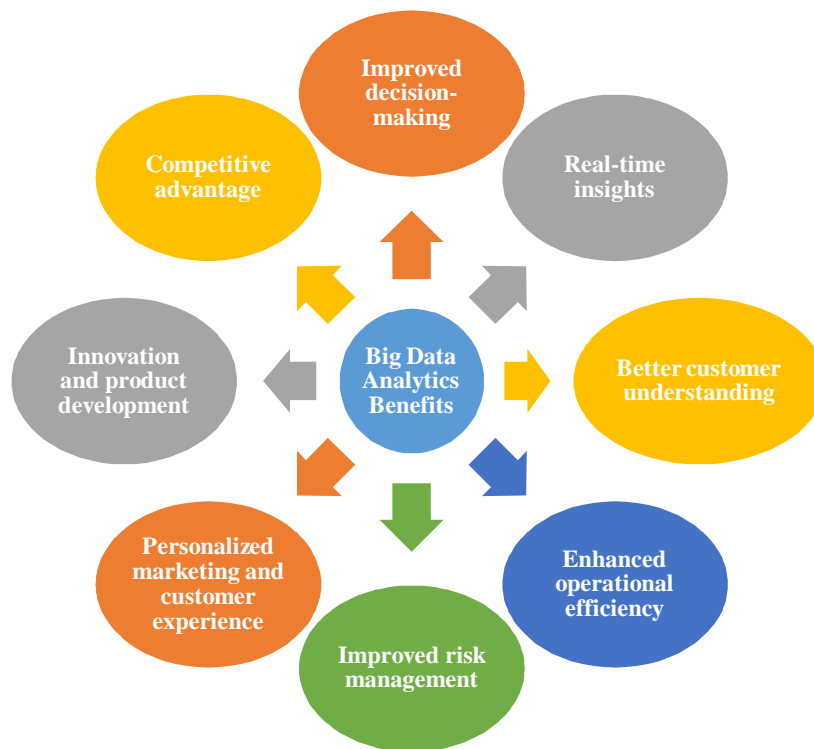 Improved
decision-
making
Real-time
insights
Better customer
understanding
Enhanced
operational
efficiency
Improved risk
management
Personalized
marketing and
customer
experience
Innovation
and product
development
Competitive
advantage
Big Data
Analytics
Benefits